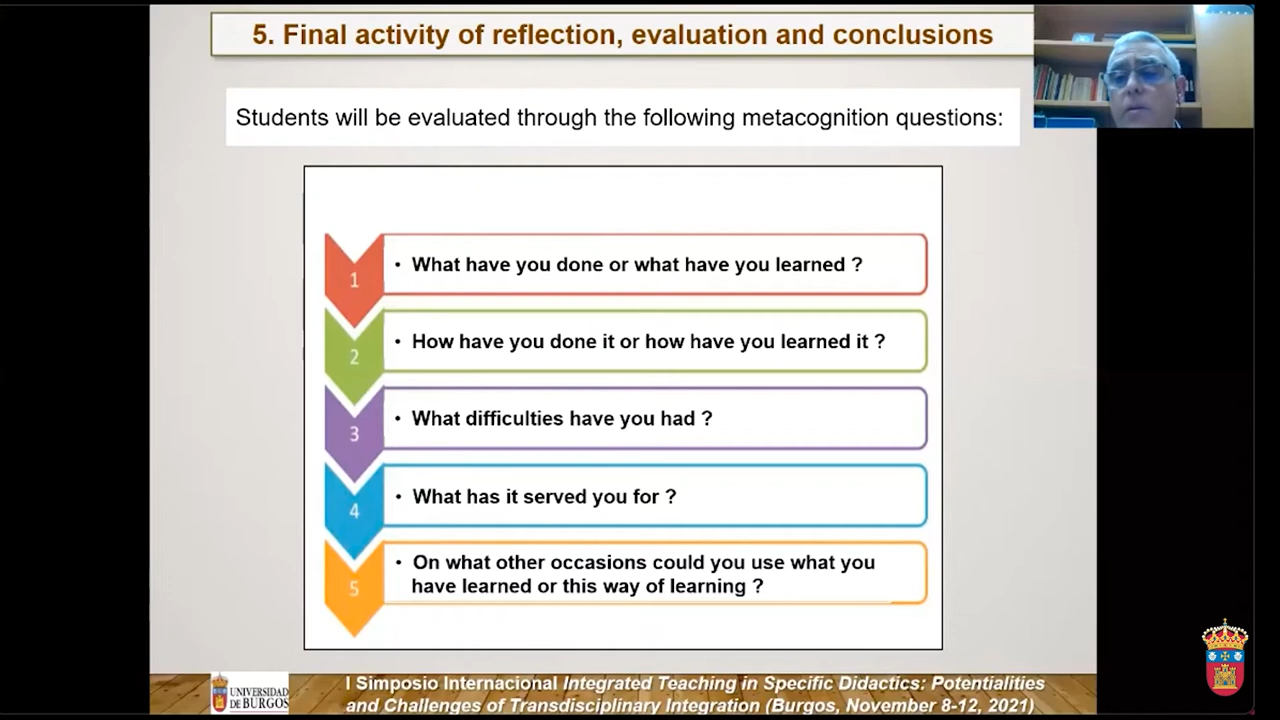 5. Final activity of reflection, evaluation and conclusions
Students will be evaluated through the following metacognition questions:
1
• What have you done or what have you learned ?
2
• How have you done it or how have you learned it ?
3
• What difficulties have you had ?
4
• What has it served you for ?
5
• On what other occasions could you use what you
have learned or this way of learning ?
UNIVERSIDAD
DE BURGOS
I Simposio Internacional Integrated Teaching in Specific Didactics: Potentialities
and Challenges of Transdisciplinary Integration (Burgos, November 8-12, 2021)